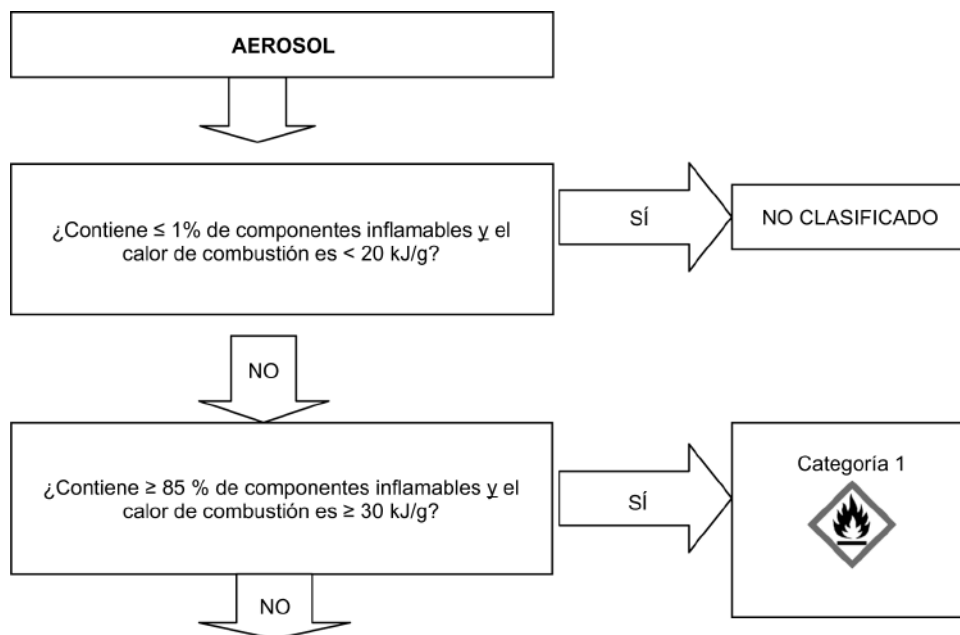 AEROSOL
¿Contiene ≤ 1% de componentes inflamables y el
calor de combustión es < 20 kJ/g?
SÍ
NO CLASIFICADO
NO
¿Contiene ≥ 85 % de componentes inflamables y el
calor de combustión es ≥ 30 kJ/g?
SÍ
Categoría 1
NO